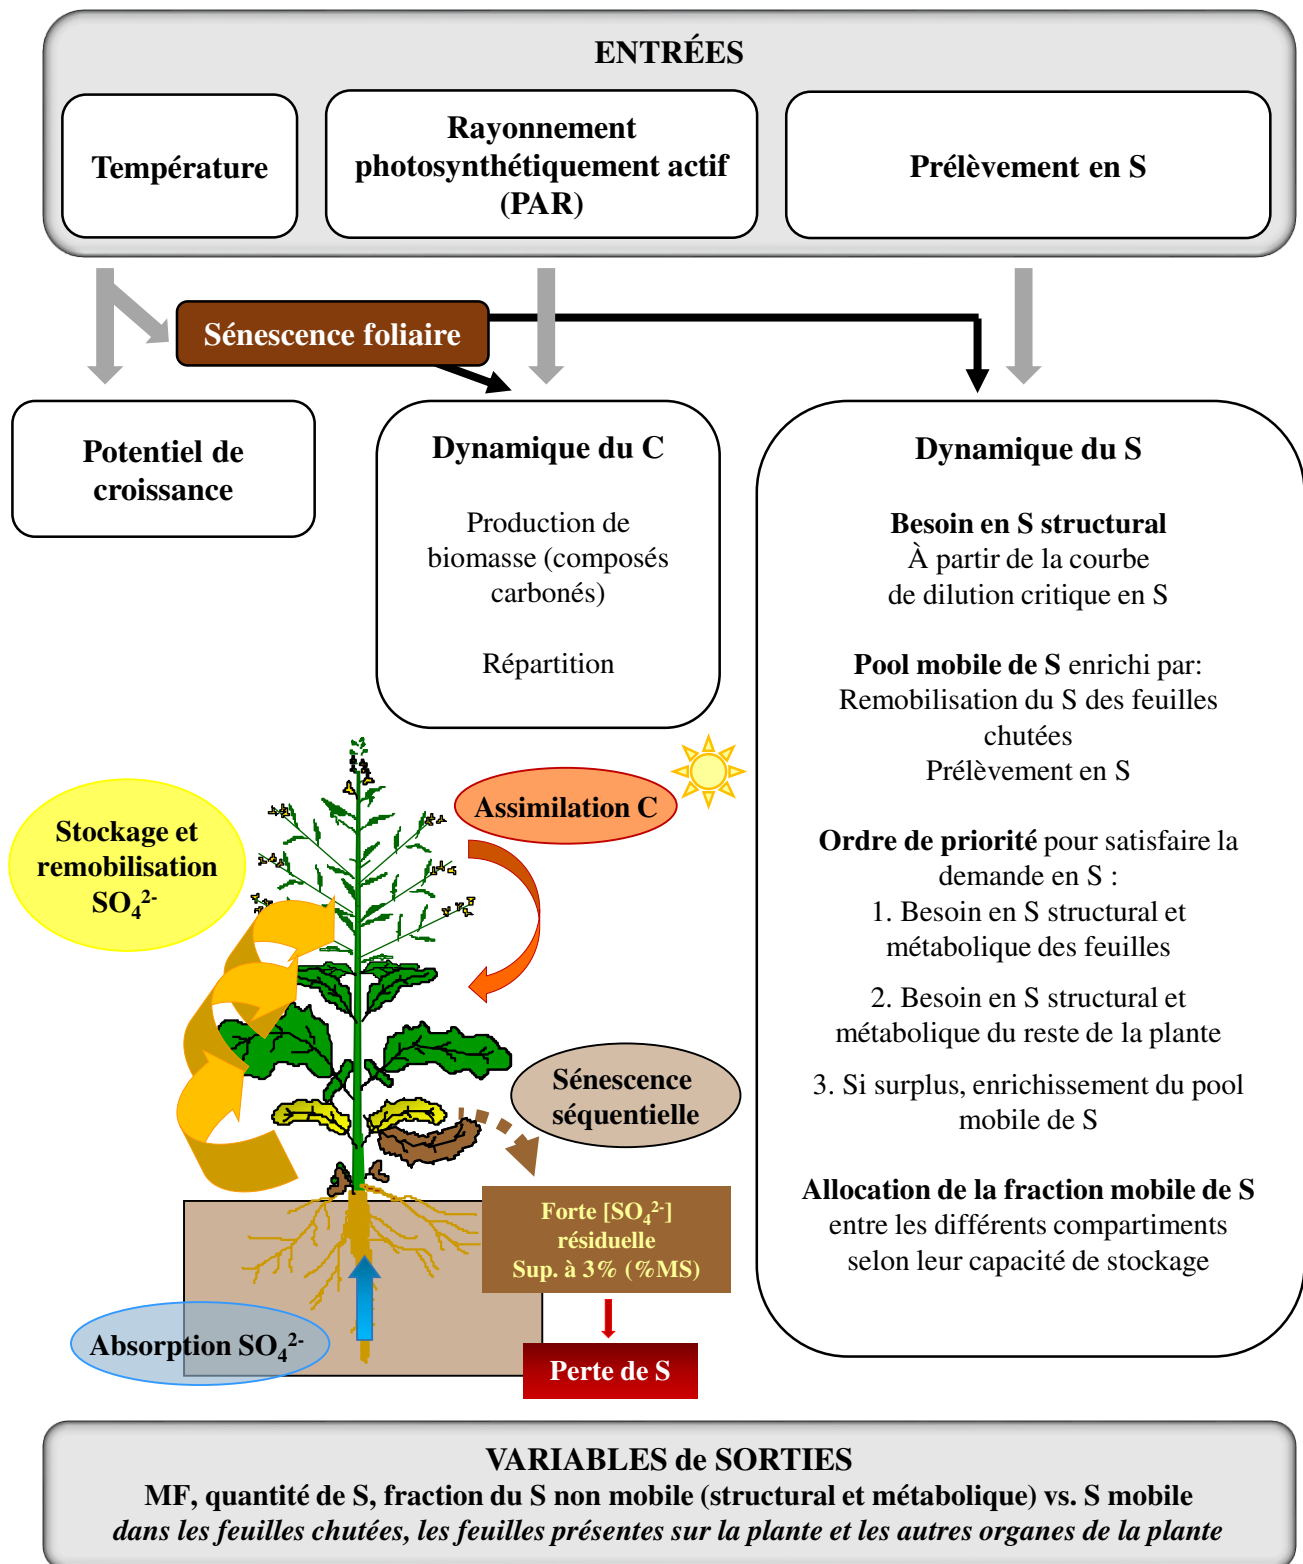 ENTRÉES
Température
Rayonnement
photosynthétiquement actif
(PAR)
Prélèvement en S
Sénescence foliaire
Potentiel de
croissance
Dynamique du C
Production de
biomasse (composés
carbonés)
Répartition
Dynamique du S
Besoin en S structural
À partir de la courbe
de dilution critique en S
Pool mobile de S enrichi par:
Remobilisation du S des feuilles
chutées
Prélèvement en S
Ordre de priorité pour satisfaire la
demande en S :
1. Besoin en S structural et
métabolique des feuilles
2. Besoin en S structural et
métabolique du reste de la plante
3. Si surplus, enrichissement du pool
mobile de S
Allocation de la fraction mobile de S
entre les différents compartiments
selon leur capacité de stockage
Stockage et
remobilisation
SO₄²⁻
Assimilation C
Sénescence
séquentielle
Forte [SO₄²⁻]
résiduelle
Sup. à 3% (%MS)
Absorption SO₄²⁻
Perte de S
VARIABLES de SORTIES
MF, quantité de S, fraction du S non mobile (structural et métabolique) vs. S mobile
dans les feuilles chutées, les feuilles présentes sur la plante et les autres organes de la plante